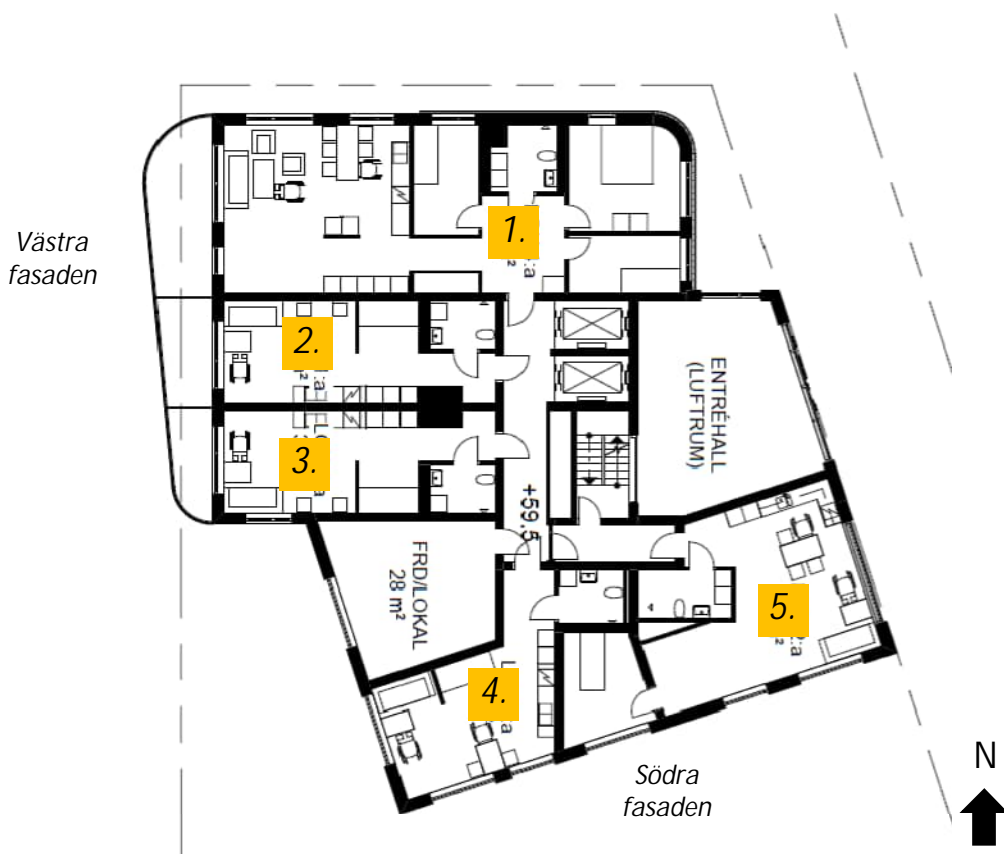 Västra
fasaden
1.
2.
3.
+59,5
ENTRÉHALL
(LUFTRUM)
FRD/LOKAL
28 m²
4.
5.
Södra
fasaden
N